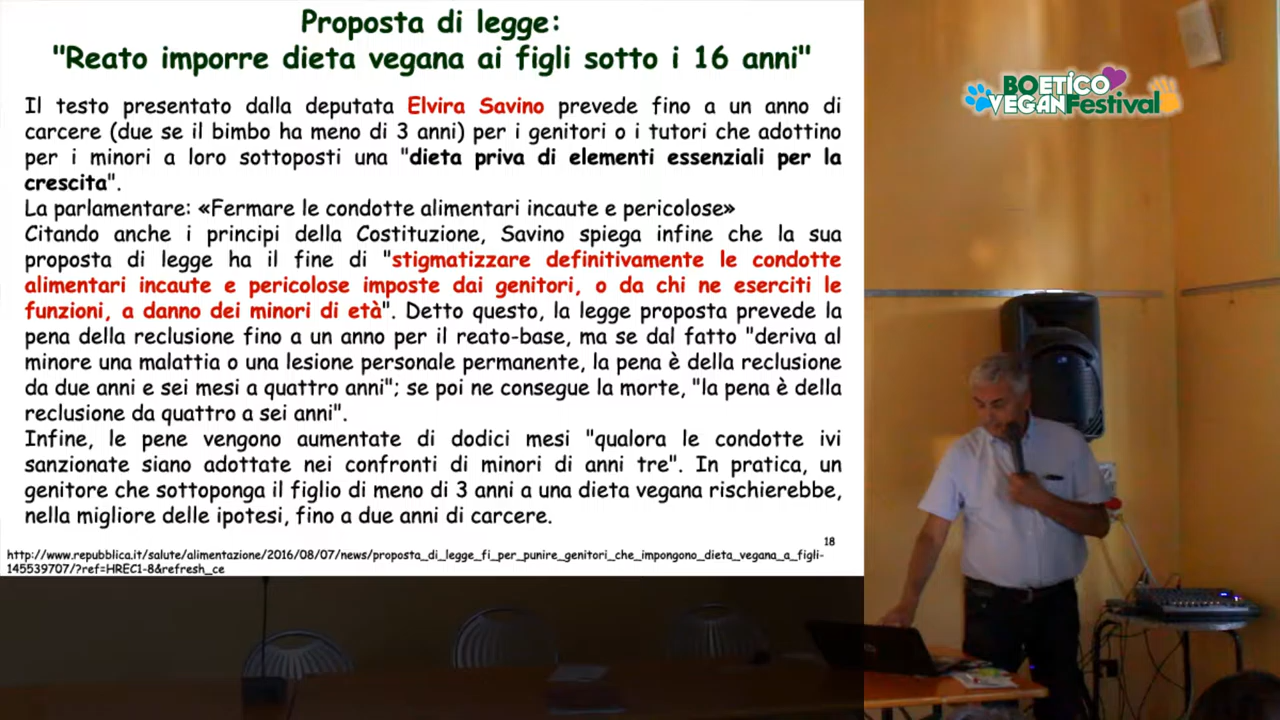 Proposta di legge:
"Reato imporre dieta vegana ai figli sotto i 16 anni"
Il testo presentato dalla deputata Elvira Savino prevede fino a un anno di
carcere (due se il bimbo ha meno di 3 anni) per i genitori o i tutori che adottino
per i minori a loro sottoposti una "dieta priva di elementi essenziali per la
crescita".
La parlamentare: «Fermare le condotte alimentari incaute e pericolose»
Citando anche i principi della Costituzione, Savino spiega infine che la sua
proposta di legge ha il fine di "stigmatizzare definitivamente le condotte
alimentari incaute e pericolose imposte dai genitori, o da chi ne eserciti le
funzioni, a danno dei minori di età". Detto questo, la legge proposta prevede la
pena della reclusione fino a un anno per il reato-base, ma se dal fatto "deriva al
minore una malattia o una lesione personale permanente, la pena è della reclusione
da due anni e sei mesi a quattro anni"; se poi ne consegue la morte, "la pena è della
reclusione da quattro a sei anni".
Infine, le pene vengono aumentate di dodici mesi "qualora le condotte ivi
sanzionate siano adottate nei confronti di minori di anni tre". In pratica, un
genitore che sottoponga il figlio di meno di 3 anni a una dieta vegana rischierebbe,
nella migliore delle ipotesi, fino a due anni di carcere.
18
http://www.repubblica.it/salute/alimentazione/2016/08/07/news/proposta_di_legge_fi_per_punire_genitori_che_impongono_dieta_vegana_a_figli-
145539707/?ref=HREC1-8&refresh_ce
BOETICO
VEGANFestival